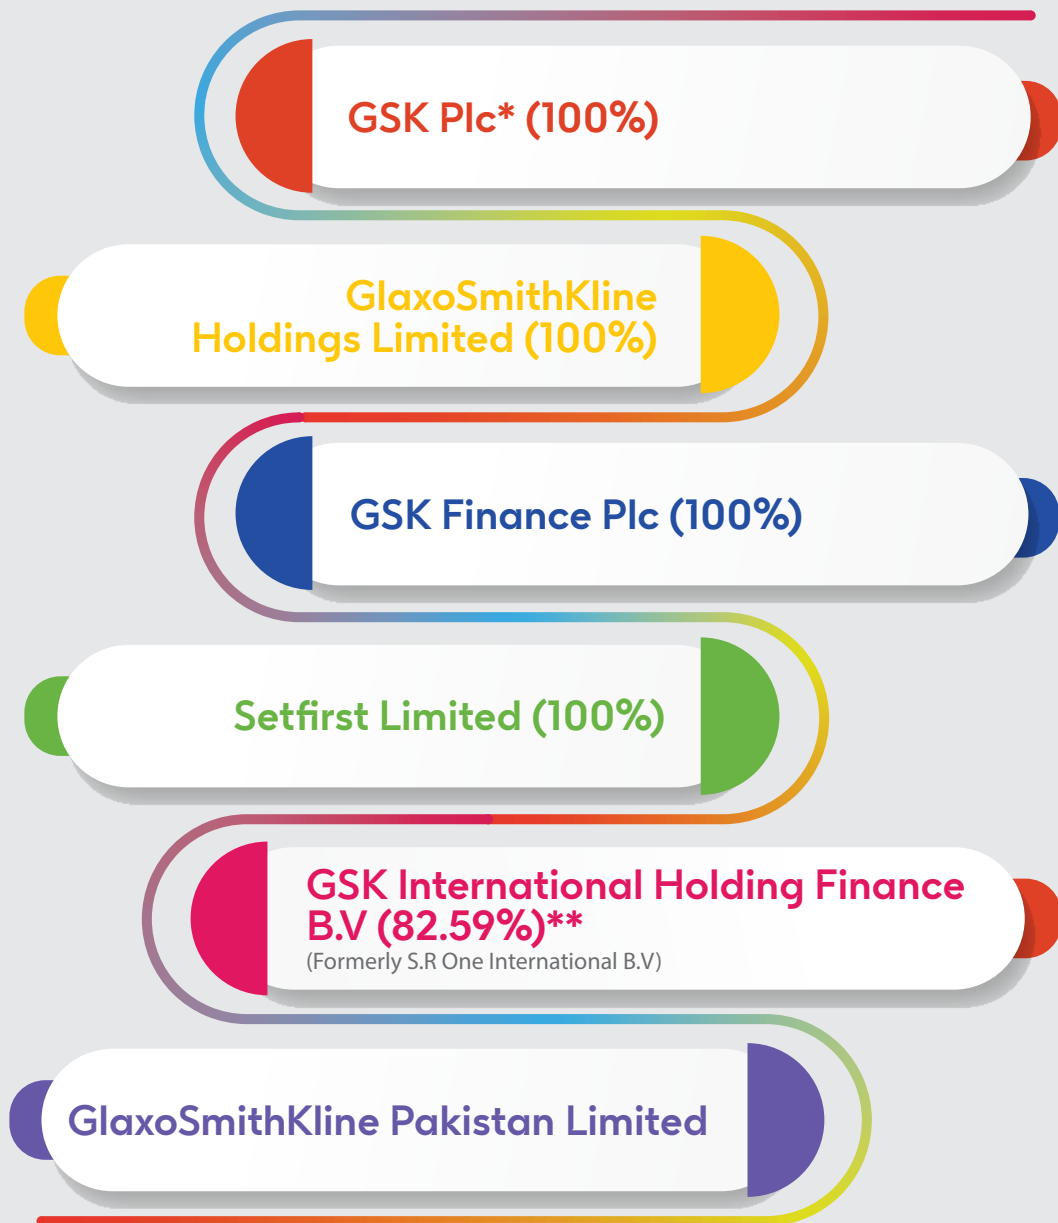 GSK Plc* (100%)
GlaxoSmithKline
Holdings Limited (100%)
GSK Finance Plc (100%)
Setfirst Limited (100%)
GSK International Holding Finance
B.V (82.59%)**
(Formerly S.R One International B.V)
GlaxoSmithKline Pakistan Limited